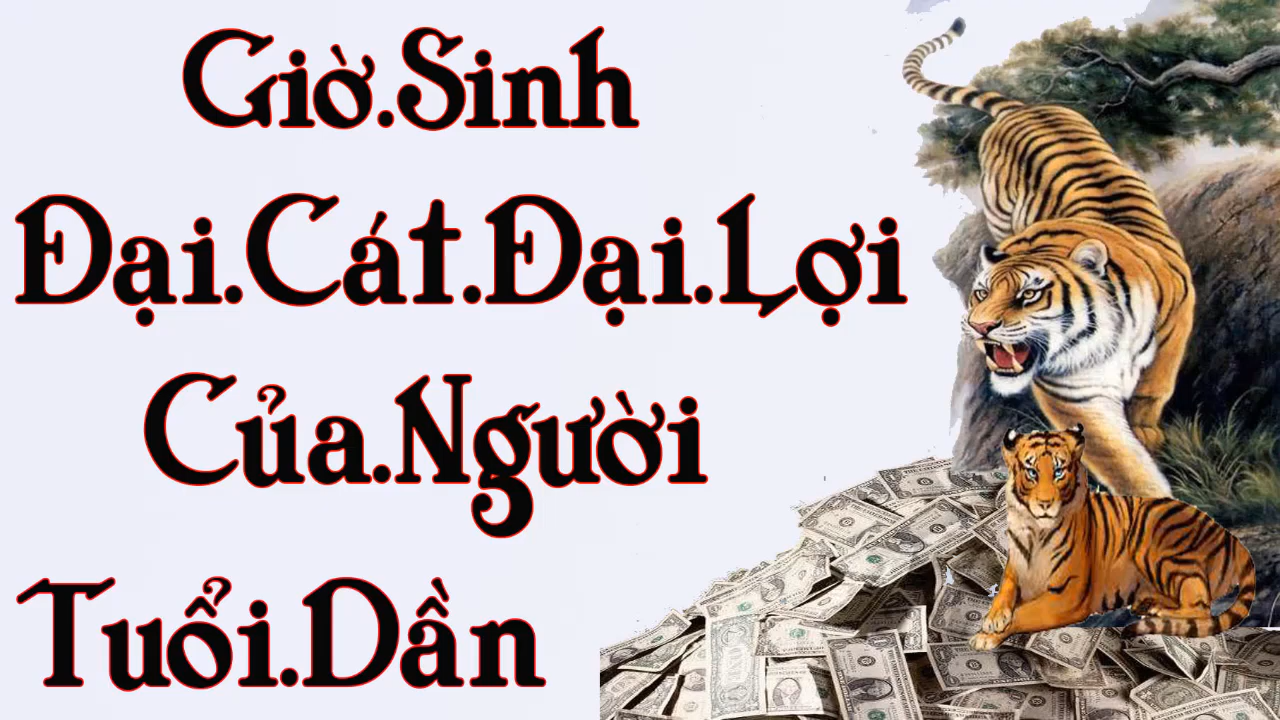 Giờ.Sinh
Đại.Cát.Đại.Lợi
Của.Người
Tuổi.Dần